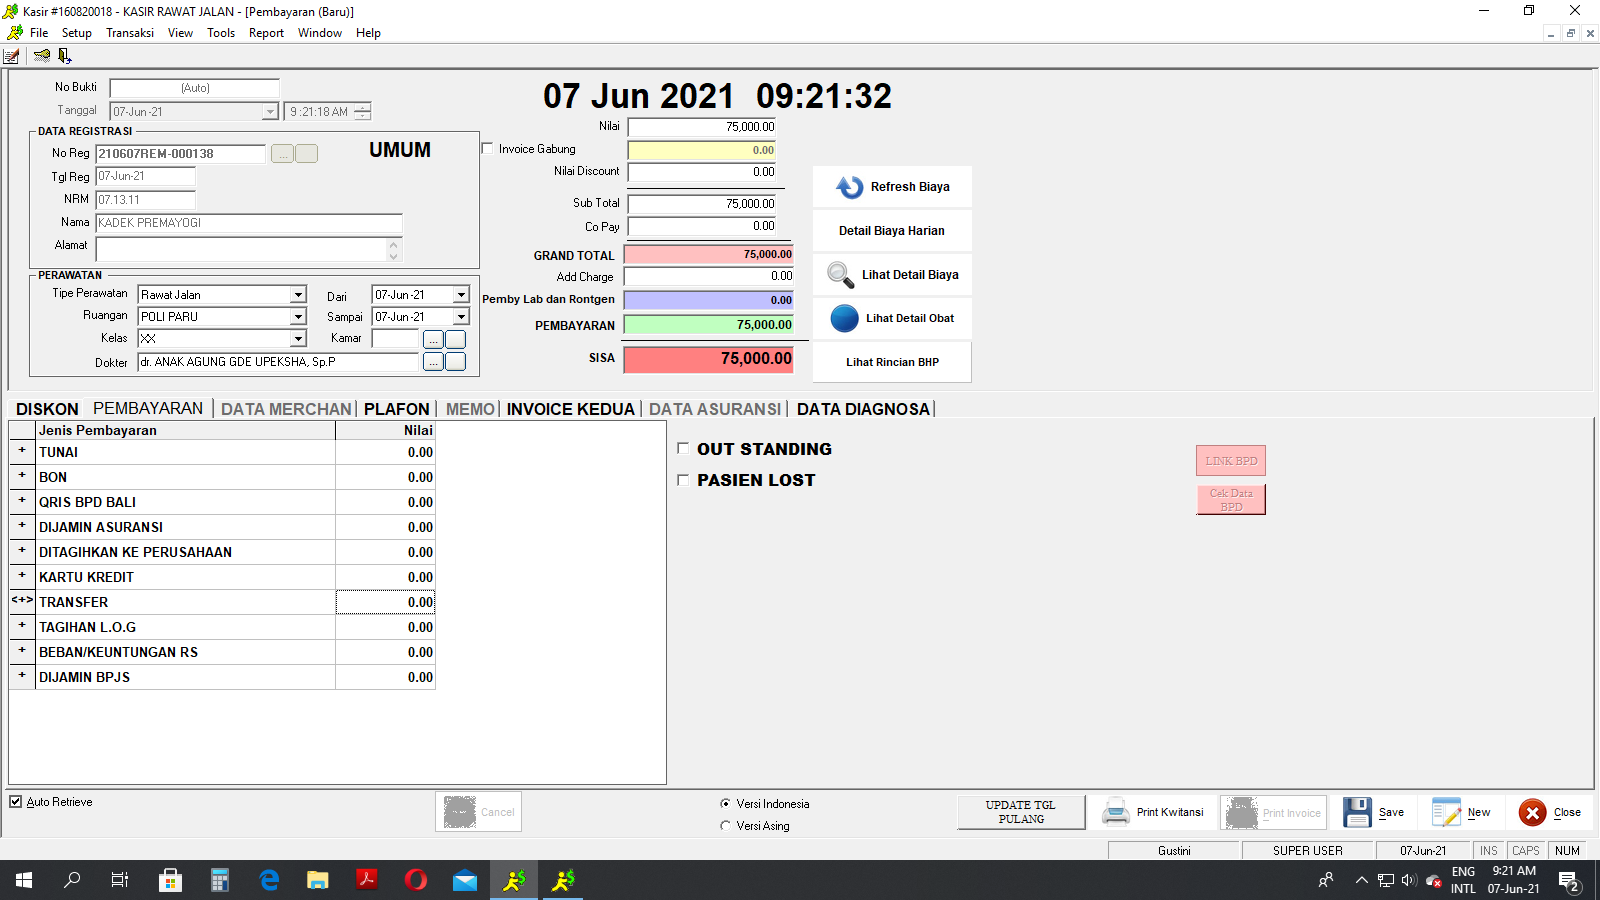 Kasir #160820018 - KASIR RAWAT JALAN - [Pembayaran (Baru)]
File Setup Transaksi View Tools Report Window Help
No Bukti (Auto)
Tanggal 07-Jun-21 9:21:18 AM
07 Jun 2021 09:21:32
DATA REGISTRASI
No Reg 210607REM-000138 ... UMUM
Tgl Reg 07-Jun-21
NRM 07.13.11
Nama KADEK PREMAYOGI
Alamat
PERAWATAN
Tipe Perawatan Rawat Jalan Dari 07-Jun-21
Ruangan POLI PARU Sampai 07-Jun-21
Kelas XX Kamar ...
Dokter dr. ANAK AGUNG GDE UPEKSHA, Sp.P ...
Nilai 75,000.00
Invoice Gabung 0.00
Nilai Discount 0.00
Sub Total 75,000.00
Co Pay 0.00
GRAND TOTAL 75,000.00
Add Charge 0.00
Pemby Lab dan Rontgen 0.00
PEMBAYARAN 75,000.00
SISA 75,000.00
Refresh Biaya
Detail Biaya Harian
Lihat Detail Biaya
Lihat Detail Obat
Lihat Rincian BHP
DISKON PEMBAYARAN DATA MERCHAN PLAFON MEMO INVOICE KEDUA DATA ASURANSI DATA DIAGNOSA
Jenis Pembayaran Nilai
+ TUNAI 0.00
+ BON 0.00
+ QRIS BPD BALI 0.00
+ DIJAMIN ASURANSI 0.00
+ DITAGIHKAN KE PERUSAHAAN 0.00
+ KARTU KREDIT 0.00
<+> TRANSFER 0.00
+ TAGIHAN L.O.G 0.00
+ BEBAN/KEUNTUNGAN RS 0.00
+ DIJAMIN BPJS 0.00
OUT STANDING
PASIEN LOST
LINK BPD
Cek Data
BPD
Auto Retrieve
Cancel
Versi Indonesia
Versi Asing
UPDATE TGL
PULANG
Print Kwitansi
Print Invoice
Save
New
Close
Gustini SUPER USER 07-Jun-21 INS CAPS NUM
ENG
INTL
9:21 AM
07-Jun-21
2